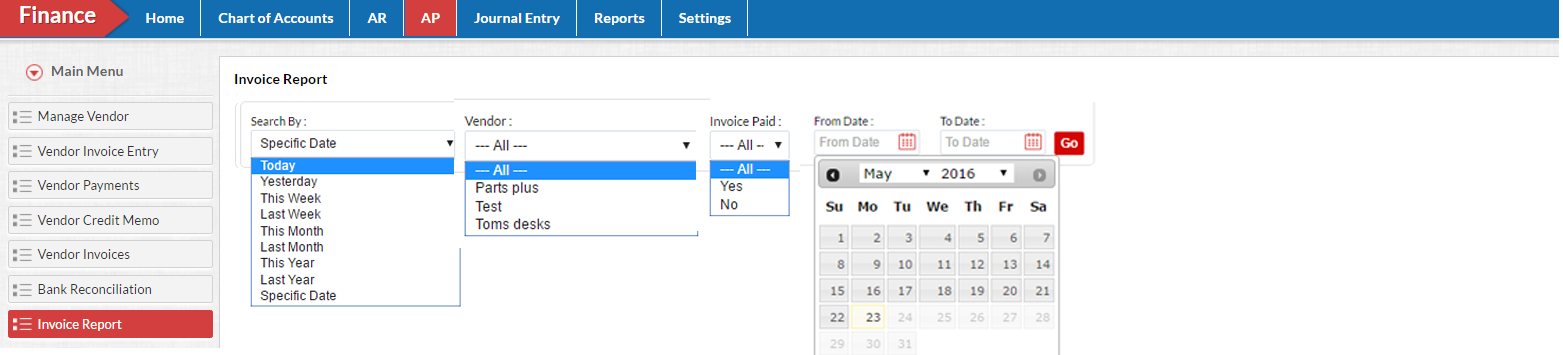 Finance
Home
Chart of Accounts
AR
AP
Journal Entry
Reports
Settings
Main Menu
Manage Vendor
Vendor Invoice Entry
Vendor Payments
Vendor Credit Memo
Vendor Invoices
Bank Reconciliation
Invoice Report
Invoice Report
Search By :
Specific Date
Today
Yesterday
This Week
Last Week
This Month
Last Month
This Year
Last Year
Specific Date
Vendor :
--- All ---
--- All ---
Parts plus
Test
Toms desks
Invoice Paid :
--- All --
--- All ---
Yes
No
From Date :
From Date
To Date :
To Date
Go
May 2016
Su Mo Tu We Th Fr Sa
1 2 3 4 5 6 7
8 9 10 11 12 13 14
15 16 17 18 19 20 21
22 23 24 25 26 27 28
29 30 31